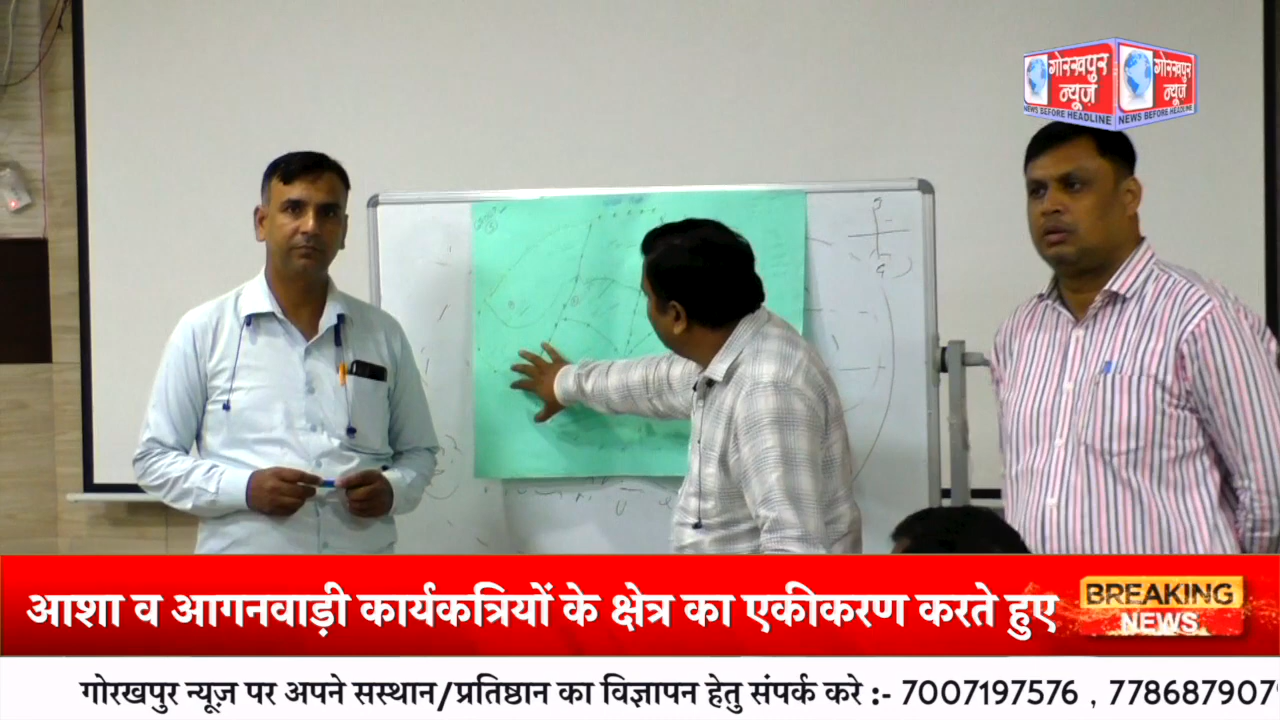 गोरखपुर
न्यूज़
NEWS BEFORE HEADLINE
गोरखपुर
न्यूज़
NEWS BEFORE HEADLINE
आशा व आगनवाड़ी कार्यकत्रियों के क्षेत्र का एकीकरण करते हुए
BREAKING
NEWS
गोरखपुर न्यूज़ पर अपने सस्थान/प्रतिष्ठान का विज्ञापन हेतु संपर्क करे :- 7007197576 , 778687907